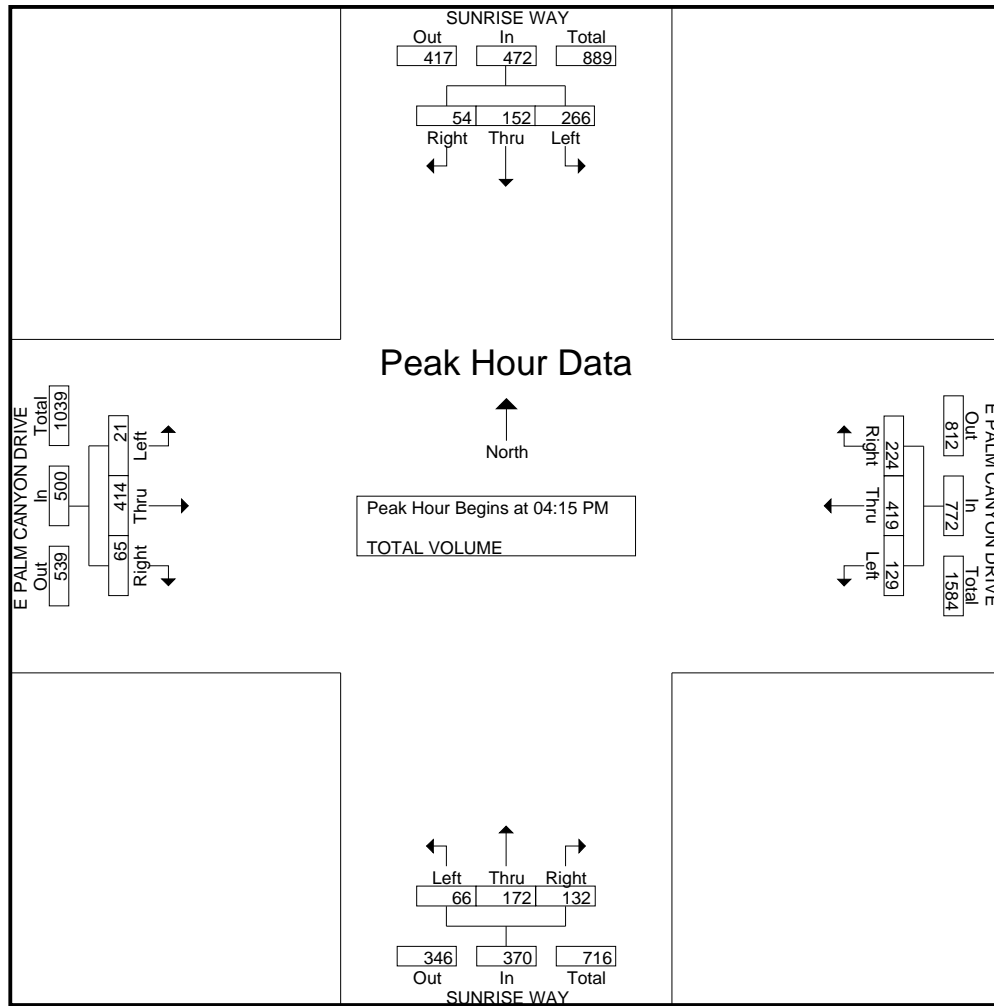 SUNRISE WAY
Out In Total
417 472 889
54 152 266
Right Thru Left
Peak Hour Data
North
Peak Hour Begins at 04:15 PM
TOTAL VOLUME
E PALM CANYON DRIVE
Out In Total
539 500 1039
65 414 21
Right Thru Left
E PALM CANYON DRIVE
Out In Total
812 772 1584
224 419 129
Right Thru Left
Left Thru Right
66 172 132
346 370 716
Out In Total
SUNRISE WAY